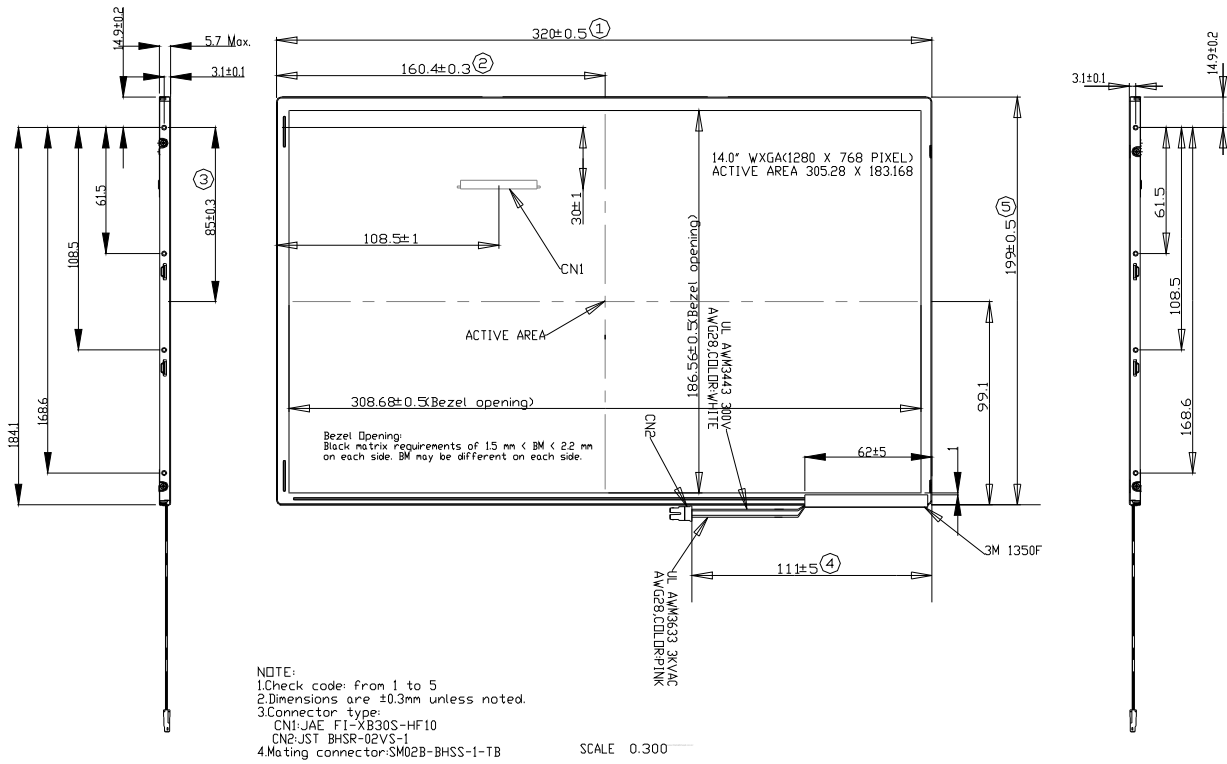 14.9±0.2
5.7 Max.
3.1±0.1
320±0.5 1
160.4±0.3 2
3.1±0.1
14.9±0.2
14.0" WXGA(1280 X 768 PIXEL)
ACTIVE AREA 305.28 X 183.168
61.5
85±0.3 3
108.5
168.6
184.1
30±1
108.5±1
CN1
ACTIVE AREA
186.56±0.5(Bezel opening)
UL AWM3443 300V
AWG28,COLOR:WHITE
199±0.5 5
99.1
61.5
108.5
168.6
308.68±0.5(Bezel opening)
Bezel Opening:
Black matrix requirements of 1.5 mm < BM < 2.2 mm
on each side. BM may be different on each side.
CN2
62±5
1
3M 1350F
111±5 4
UL AWM3633 3KVAC
AWG28,COLOR:PINK
NOTE:
1.Check code: from 1 to 5
2.Dimensions are ±0.3mm unless noted.
3.Connector type:
CN1:JAE FI-XB30S-HF10
CN2:JST BHSR-02VS-1
4.Mating connector:SM02B-BHSS-1-TB
SCALE 0.300